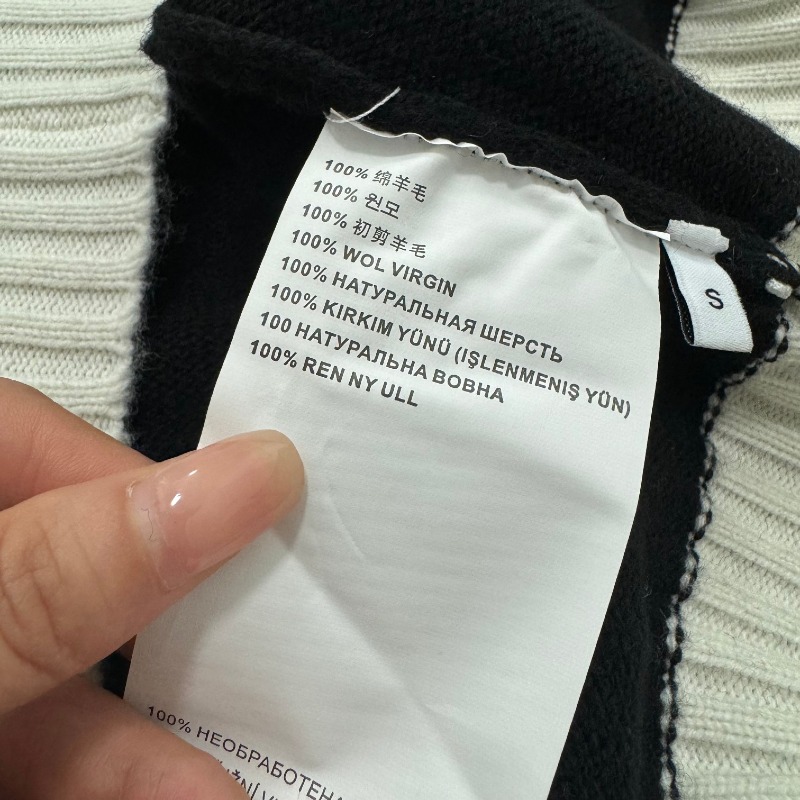 100% 绵羊毛
100% 원모
100% 初剪羊毛
100% WOL VIRGIN
100% НАТУРАЛЬНАЯ ШЕРСТЬ
100% KIRKIM YÜNÜ (IŞLENMENIŞ YÜN)
100 НАТУРАЛЬНА ВОВНА
100% REN NY ULL
S
100% НЕОБРАБОТЕНА